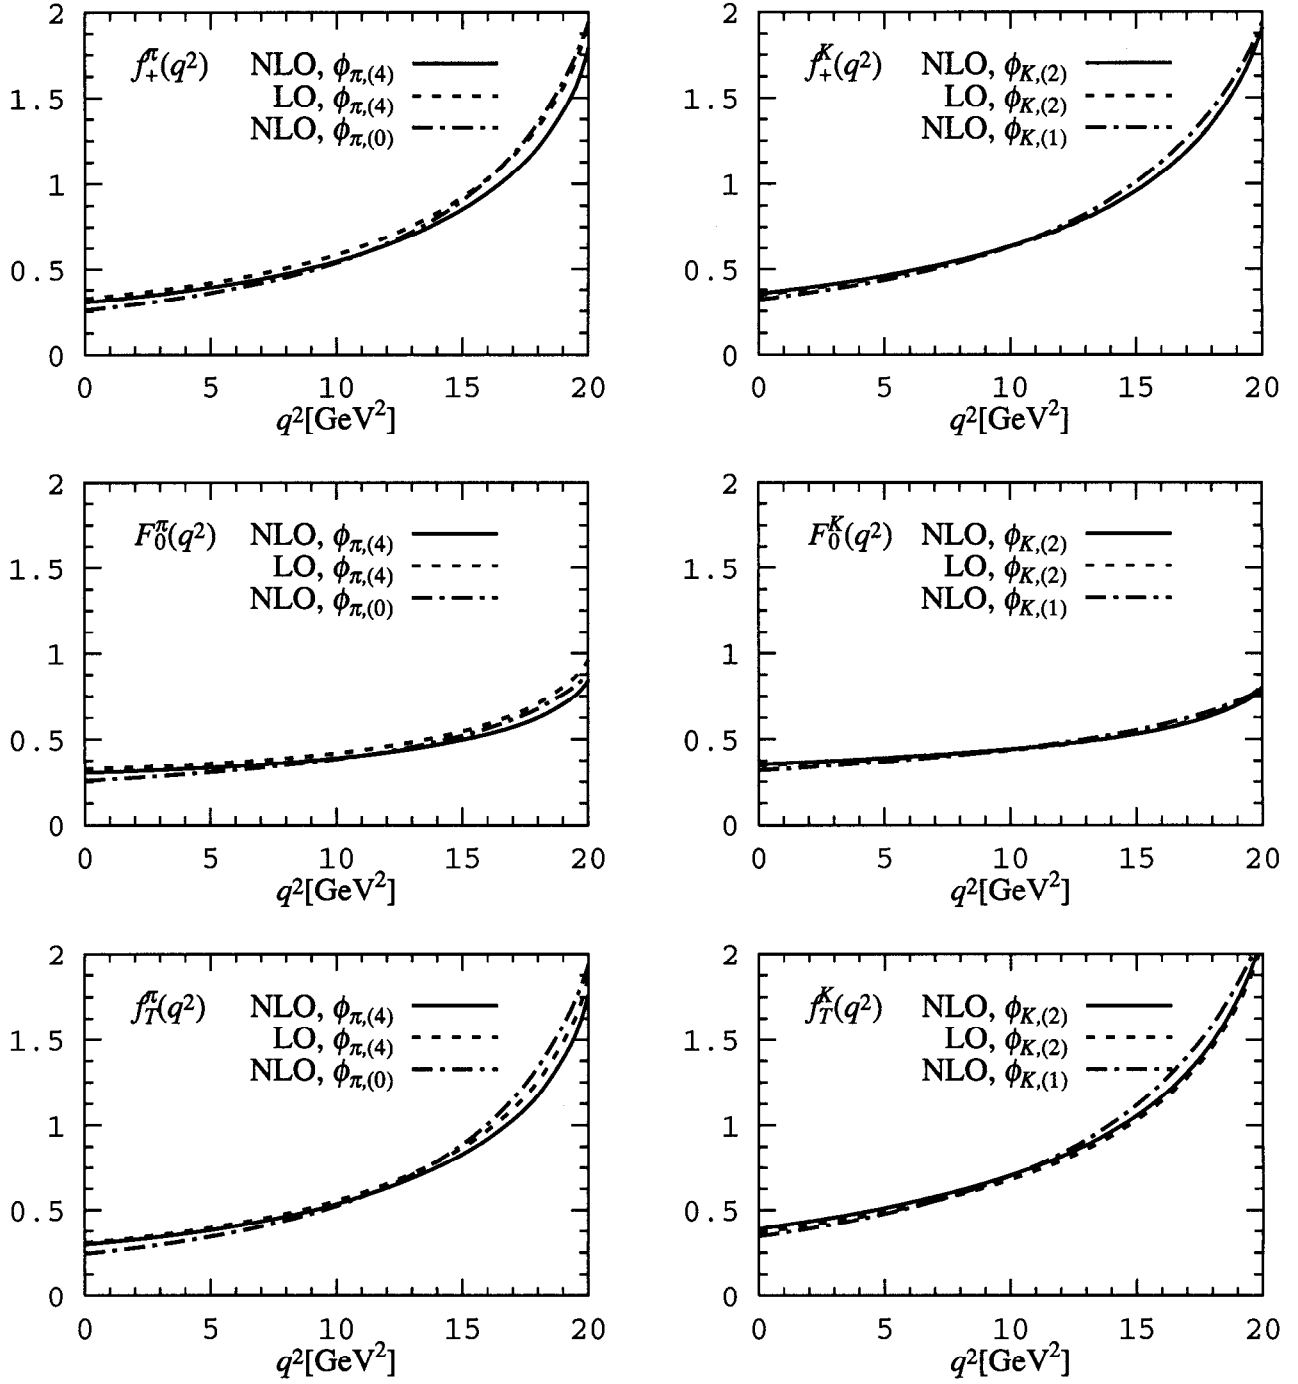 2
f₊^π(q²) NLO, ϕπ,(4)
1.5 LO, ϕπ,(4)
NLO, ϕπ,(0)
1
0.5
0
0 5 10 15 20
q²[GeV²]
2
f₊^K(q²) NLO, ϕK,(2)
1.5 LO, ϕK,(2)
NLO, ϕK,(1)
1
0.5
0
0 5 10 15 20
q²[GeV²]
2
F₀^π(q²) NLO, ϕπ,(4)
1.5 LO, ϕπ,(4)
NLO, ϕπ,(0)
1
0.5
0
0 5 10 15 20
q²[GeV²]
2
F₀^K(q²) NLO, ϕK,(2)
1.5 LO, ϕK,(2)
NLO, ϕK,(1)
1
0.5
0
0 5 10 15 20
q²[GeV²]
2
f_T^π(q²) NLO, ϕπ,(4)
1.5 LO, ϕπ,(4)
NLO, ϕπ,(0)
1
0.5
0
0 5 10 15 20
q²[GeV²]
2
f_T^K(q²) NLO, ϕK,(2)
1.5 LO, ϕK,(2)
NLO, ϕK,(1)
1
0.5
0
0 5 10 15 20
q²[GeV²]